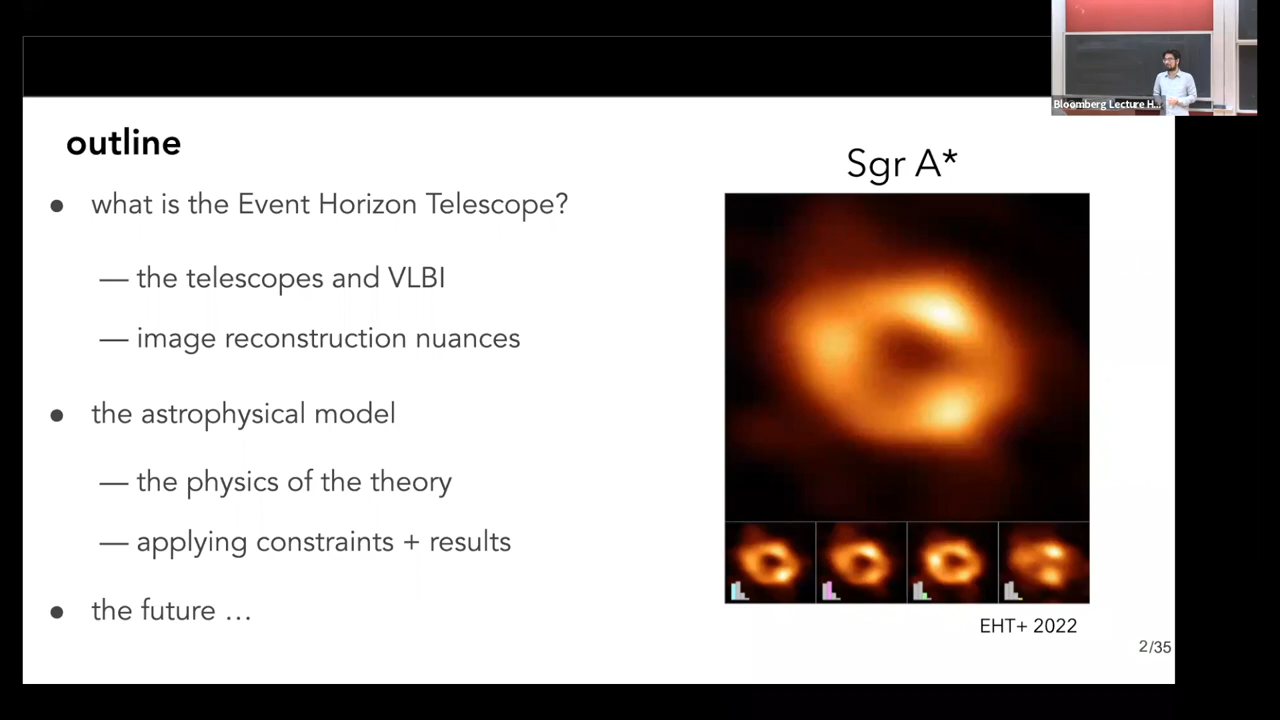 Bloomberg Lecture H...
outline
Sgr A*
● what is the Event Horizon Telescope?
— the telescopes and VLBI
— image reconstruction nuances
● the astrophysical model
— the physics of the theory
— applying constraints + results
● the future …
EHT+ 2022
2/35